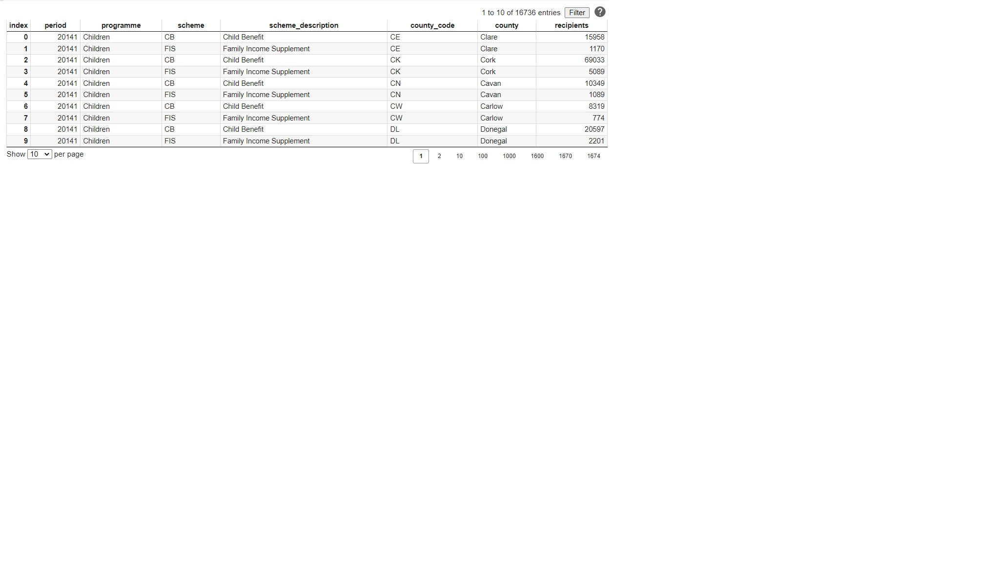 1 to 10 of 16736 entries Filter ?
index period programme scheme scheme_description county_code county recipients
0 20141 Children CB Child Benefit CE Clare 15958
1 20141 Children FIS Family Income Supplement CE Clare 1170
2 20141 Children CB Child Benefit CK Cork 69033
3 20141 Children FIS Family Income Supplement CK Cork 5089
4 20141 Children CB Child Benefit CN Cavan 10349
5 20141 Children FIS Family Income Supplement CN Cavan 1089
6 20141 Children CB Child Benefit CW Carlow 8319
7 20141 Children FIS Family Income Supplement CW Carlow 774
8 20141 Children CB Child Benefit DL Donegal 20597
9 20141 Children FIS Family Income Supplement DL Donegal 2201
Show 10 per page 1 2 10 100 1000 1600 1670 1674